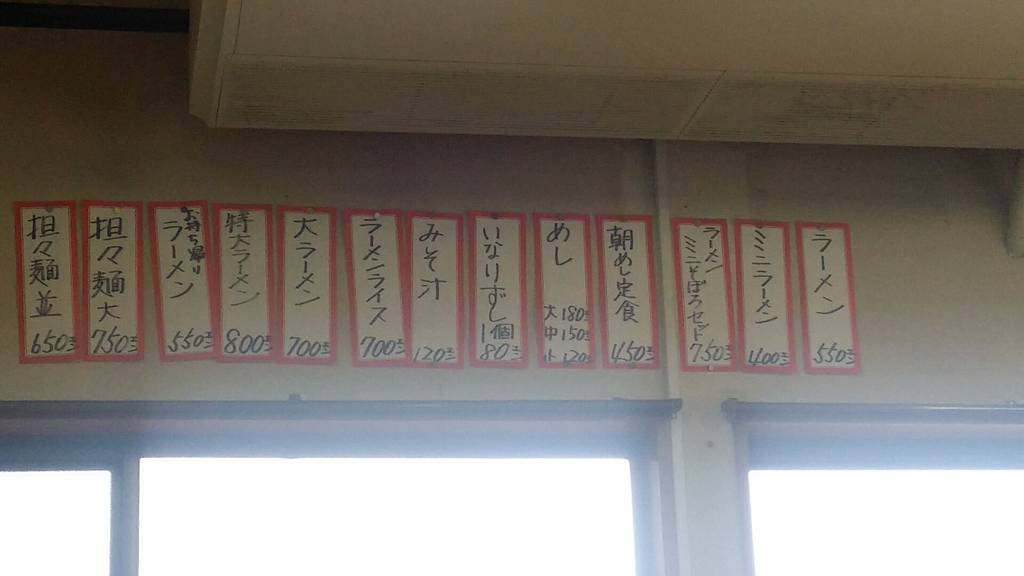 ラーメン
550円
ミニラーメン
400円
ラーメン
ミニそぼろセット
750円
朝めし定食
450円
めし
大 180円
中 150円
小 120円
いなりずし
1個
80円
みそ汁
120円
ラーメンライス
700円
大ラーメン
700円
特大ラーメン
800円
お持ち帰り
ラーメン
550円
担々麺大
750円
担々麺並
650円